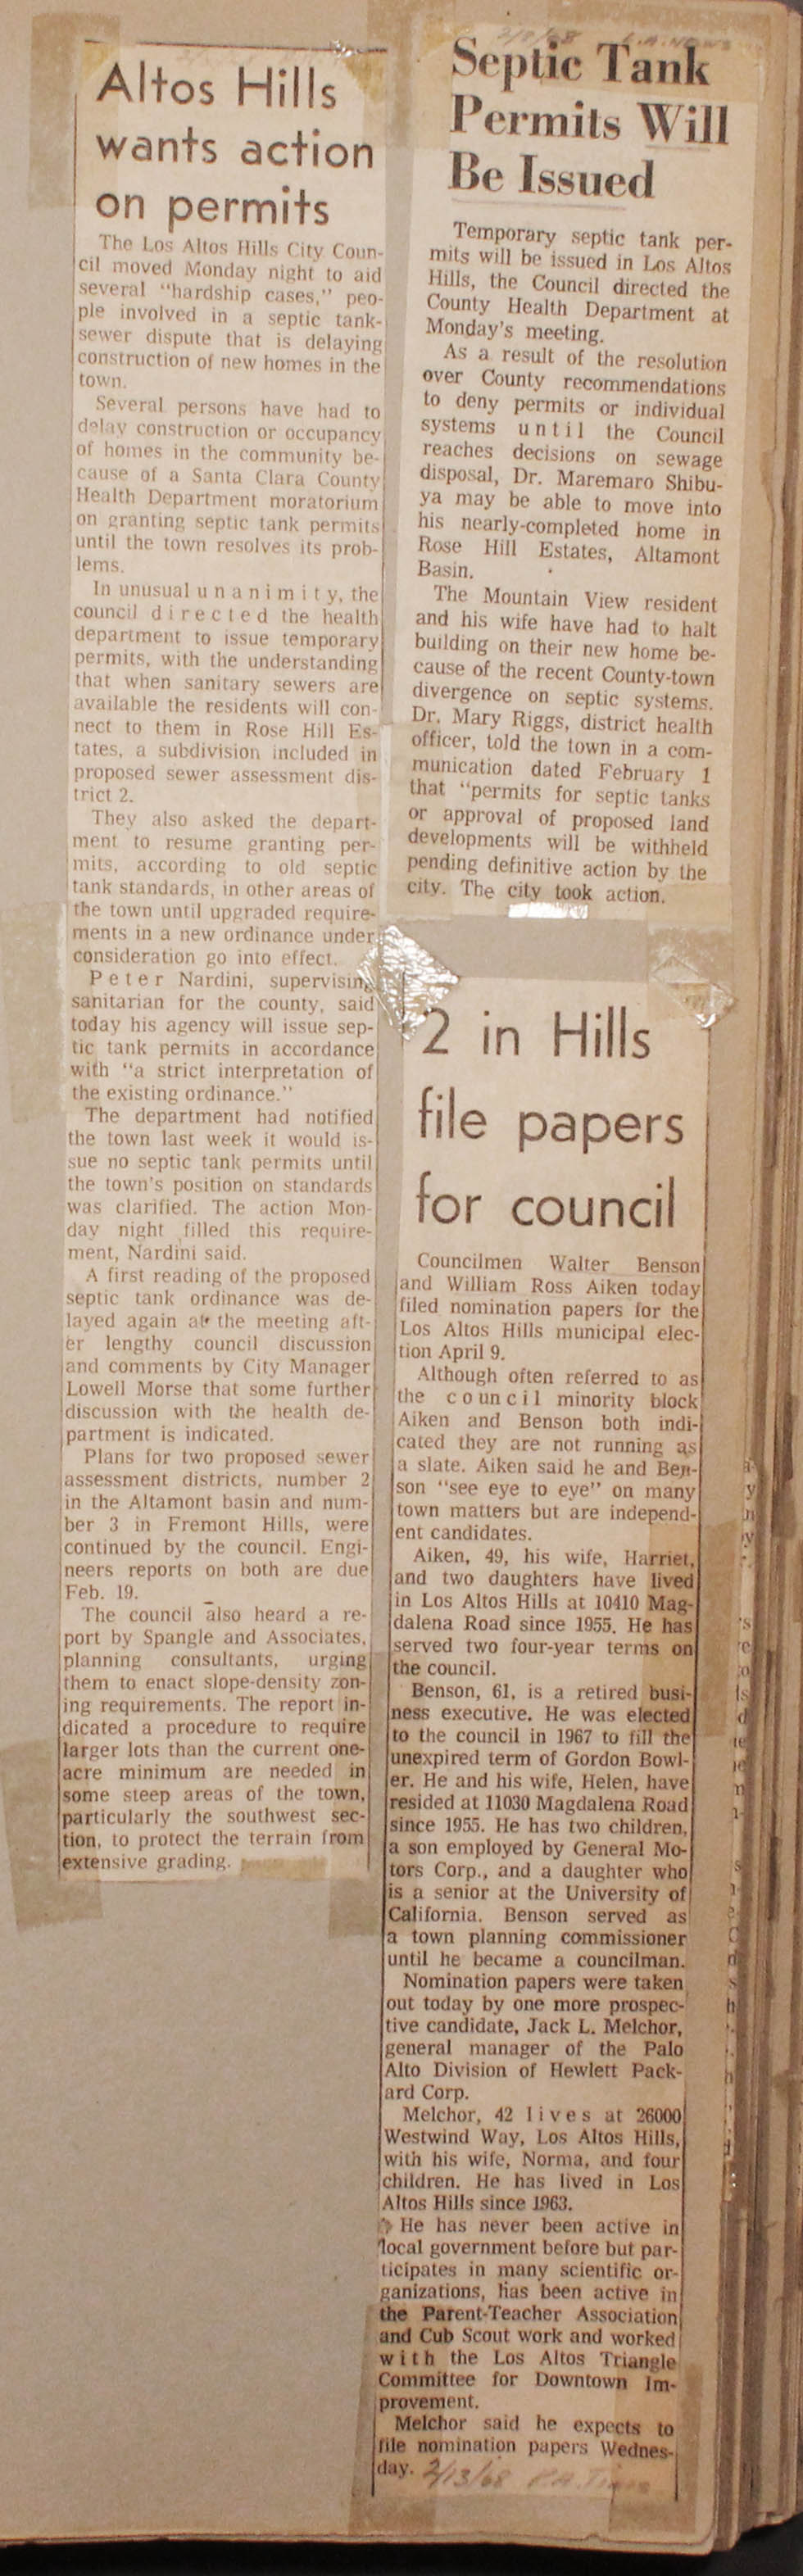 Altos Hills
wants action
on permits
The Los Altos Hills City Coun-
cil moved Monday night to aid
several "hardship cases," peo-
ple involved in a septic tank-
sewer dispute that is delaying
construction of new homes in the
town.
Several persons have had to
delay construction or occupancy
of homes in the community be-
cause of a Santa Clara County
Health Department moratorium
on granting septic tank permits
until the town resolves its prob-
lems.
In unusual unanimity, the
council directed the health
department to issue temporary
permits, with the understanding
that when sanitary sewers are
available the residents will con-
nect to them in Rose Hill Es-
tates, a subdivision included in
proposed sewer assessment dis-
trict 2.
They also asked the depart-
ment to resume granting per-
mits, according to old septic
tank standards, in other areas of
the town until upgraded require-
ments in a new ordinance under
consideration go into effect.
Peter Nardini, supervising
sanitarian for the county, said
today his agency will issue sep-
tic tank permits in accordance
with "a strict interpretation of
the existing ordinance."
The department had notified
the town last week it would is-
sue no septic tank permits until
the town's position on standards
was clarified. The action Mon-
day night filled this require-
ment, Nardini said.
A first reading of the proposed
septic tank ordinance was de-
layed again at the meeting aft-
er lengthy council discussion
and comments by City Manager
Lowell Morse that some further
discussion with the health de-
partment is indicated.
Plans for two proposed sewer
assessment districts, number 2
in the Altamont basin and num-
ber 3 in Fremont Hills, were
continued by the council. Engi-
neers reports on both are due
Feb. 19.
The council also heard a re-
port by Spangle and Associates,
planning consultants, urging
them to enact slope-density zon-
ing requirements. The report in-
dicated a procedure to require
larger lots than the current one-
acre minimum are needed in
some steep areas of the town,
particularly the southwest sec-
tion, to protect the terrain from
extensive grading.
Septic Tank
Permits Will
Be Issued
Temporary septic tank per-
mits will be issued in Los Altos
Hills, the Council directed the
County Health Department at
Monday's meeting.
As a result of the resolution
over County recommendations
to deny permits or individual
systems until the Council
reaches decisions on sewage
disposal, Dr. Maremaro Shibu-
ya may be able to move into
his nearly-completed home in
Rose Hill Estates, Altamont
Basin.
The Mountain View resident
and his wife have had to halt
building on their new home be-
cause of the recent County-town
divergence on septic systems.
Dr. Mary Riggs, district health
officer, told the town in a com-
munication dated February 1
that "permits for septic tanks
or approval of proposed land
developments will be withheld
pending definitive action by the
city. The city took action.
2 in Hills
file papers
for council
Councilmen Walter Benson
and William Ross Aiken today
filed nomination papers for the
Los Altos Hills municipal elec-
tion April 9.
Although often referred to as
the council minority block
Aiken and Benson both indi-
cated they are not running as
a slate. Aiken said he and Ben-
son "see eye to eye" on many
town matters but are independ-
ent candidates.
Aiken, 49, his wife, Harriet,
and two daughters have lived
in Los Altos Hills at 10410 Mag-
dalena Road since 1955. He has
served two four-year terms on
the council.
Benson, 61, is a retired busi-
ness executive. He was elected
to the council in 1967 to fill the
unexpired term of Gordon Bowl-
er. He and his wife, Helen, have
resided at 11030 Magdalena Road
since 1955. He has two children,
a son employed by General Mo-
tors Corp., and a daughter who
is a senior at the University of
California. Benson served as
a town planning commissioner
until he became a councilman.
Nomination papers were taken
out today by one more prospec-
tive candidate, Jack L. Melchor,
general manager of the Palo
Alto Division of Hewlett Pack-
ard Corp.
Melchor, 42 lives at 26000
Westwind Way, Los Altos Hills,
with his wife, Norma, and four
children. He has lived in Los
Altos Hills since 1963.
He has never been active in
local government before but par-
ticipates in many scientific or-
ganizations, has been active in
the Parent-Teacher Association
and Cub Scout work and worked
with the Los Altos Triangle
Committee for Downtown Im-
provement.
Melchor said he expects to
file nomination papers Wednes-
day. 2/13/68 P.A. Times